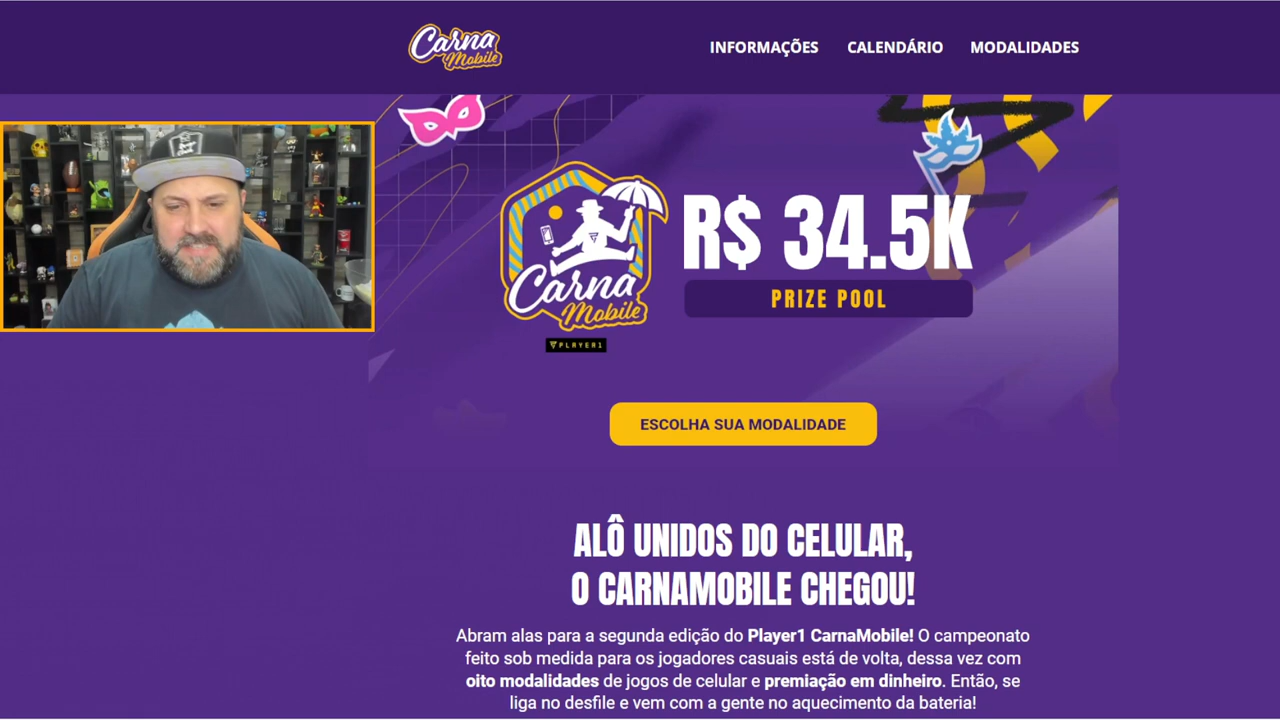 Carna
Mobile
INFORMAÇÕES
CALENDÁRIO
MODALIDADES
Carna
Mobile
PLAYER1
R$ 34.5K
PRIZE POOL
ESCOLHA SUA MODALIDADE
ALÔ UNIDOS DO CELULAR,
O CARNAMOBILE CHEGOU!
Abram alas para a segunda edição do Player1 CarnaMobile! O campeonato
feito sob medida para os jogadores casuais está de volta, dessa vez com
oito modalidades de jogos de celular e premiação em dinheiro. Então, se
liga no desfile e vem com a gente no aquecimento da bateria!